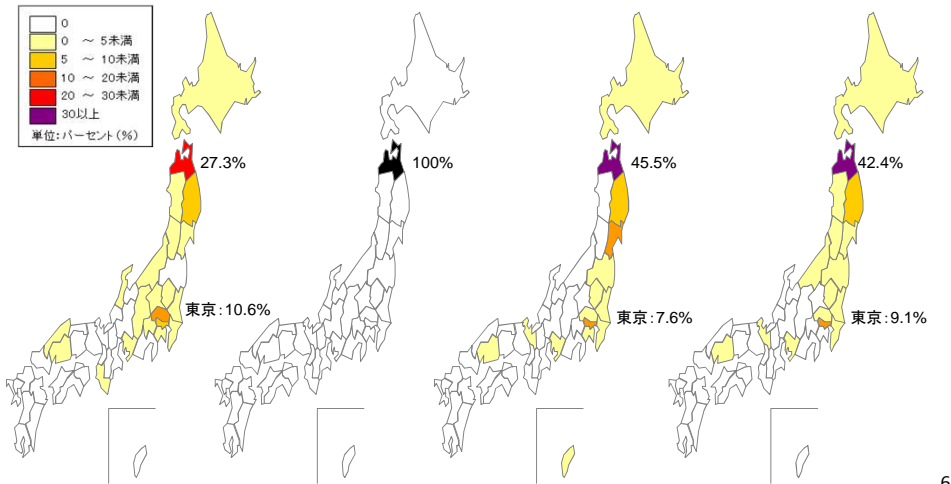 0
0 ～ 5未満
5 ～ 10未満
10 ～ 20未満
20 ～ 30未満
30以上
単位:パーセント(%)
27.3%
100%
45.5%
42.4%
東京:10.6%
東京:7.6%
東京:9.1%
6